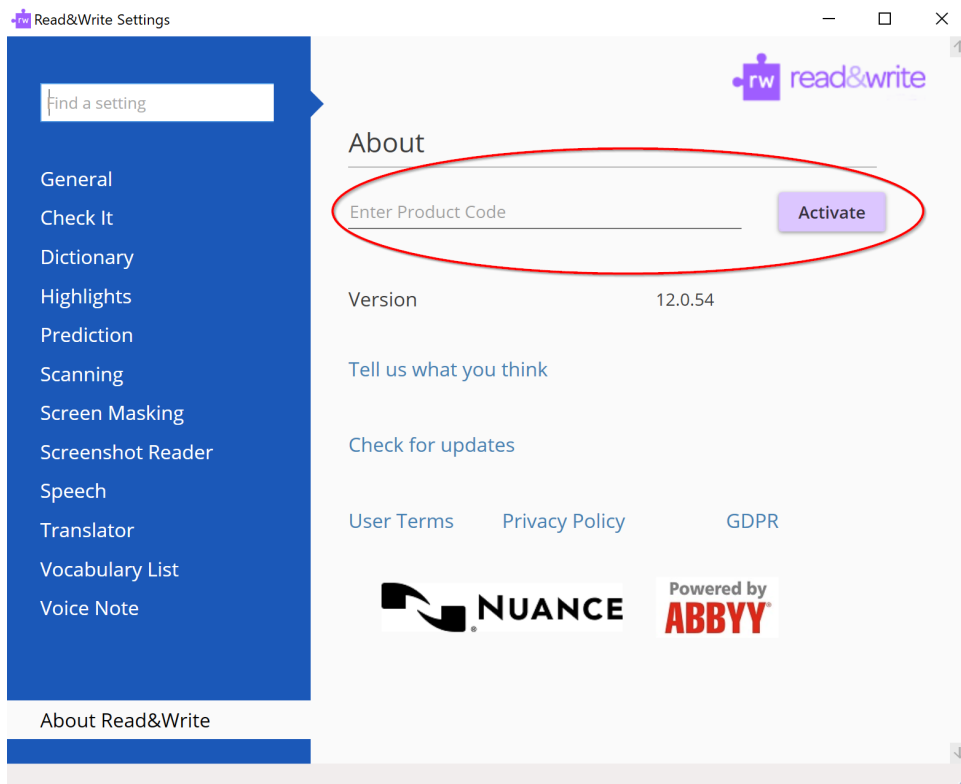 rw Read&Write Settings
Find a setting
General
Check It
Dictionary
Highlights
Prediction
Scanning
Screen Masking
Screenshot Reader
Speech
Translator
Vocabulary List
Voice Note
About Read&Write
rw read&write
About
Enter Product Code Activate
Version 12.0.54
Tell us what you think
Check for updates
User Terms Privacy Policy GDPR
NUANCE®
Powered by
ABBYY®